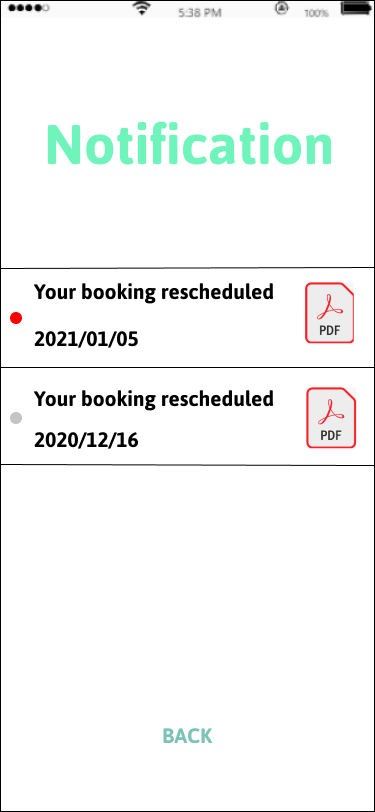 5:38 PM 100%
Notification
Your booking rescheduled
2021/01/05
PDF
Your booking rescheduled
2020/12/16
PDF
BACK